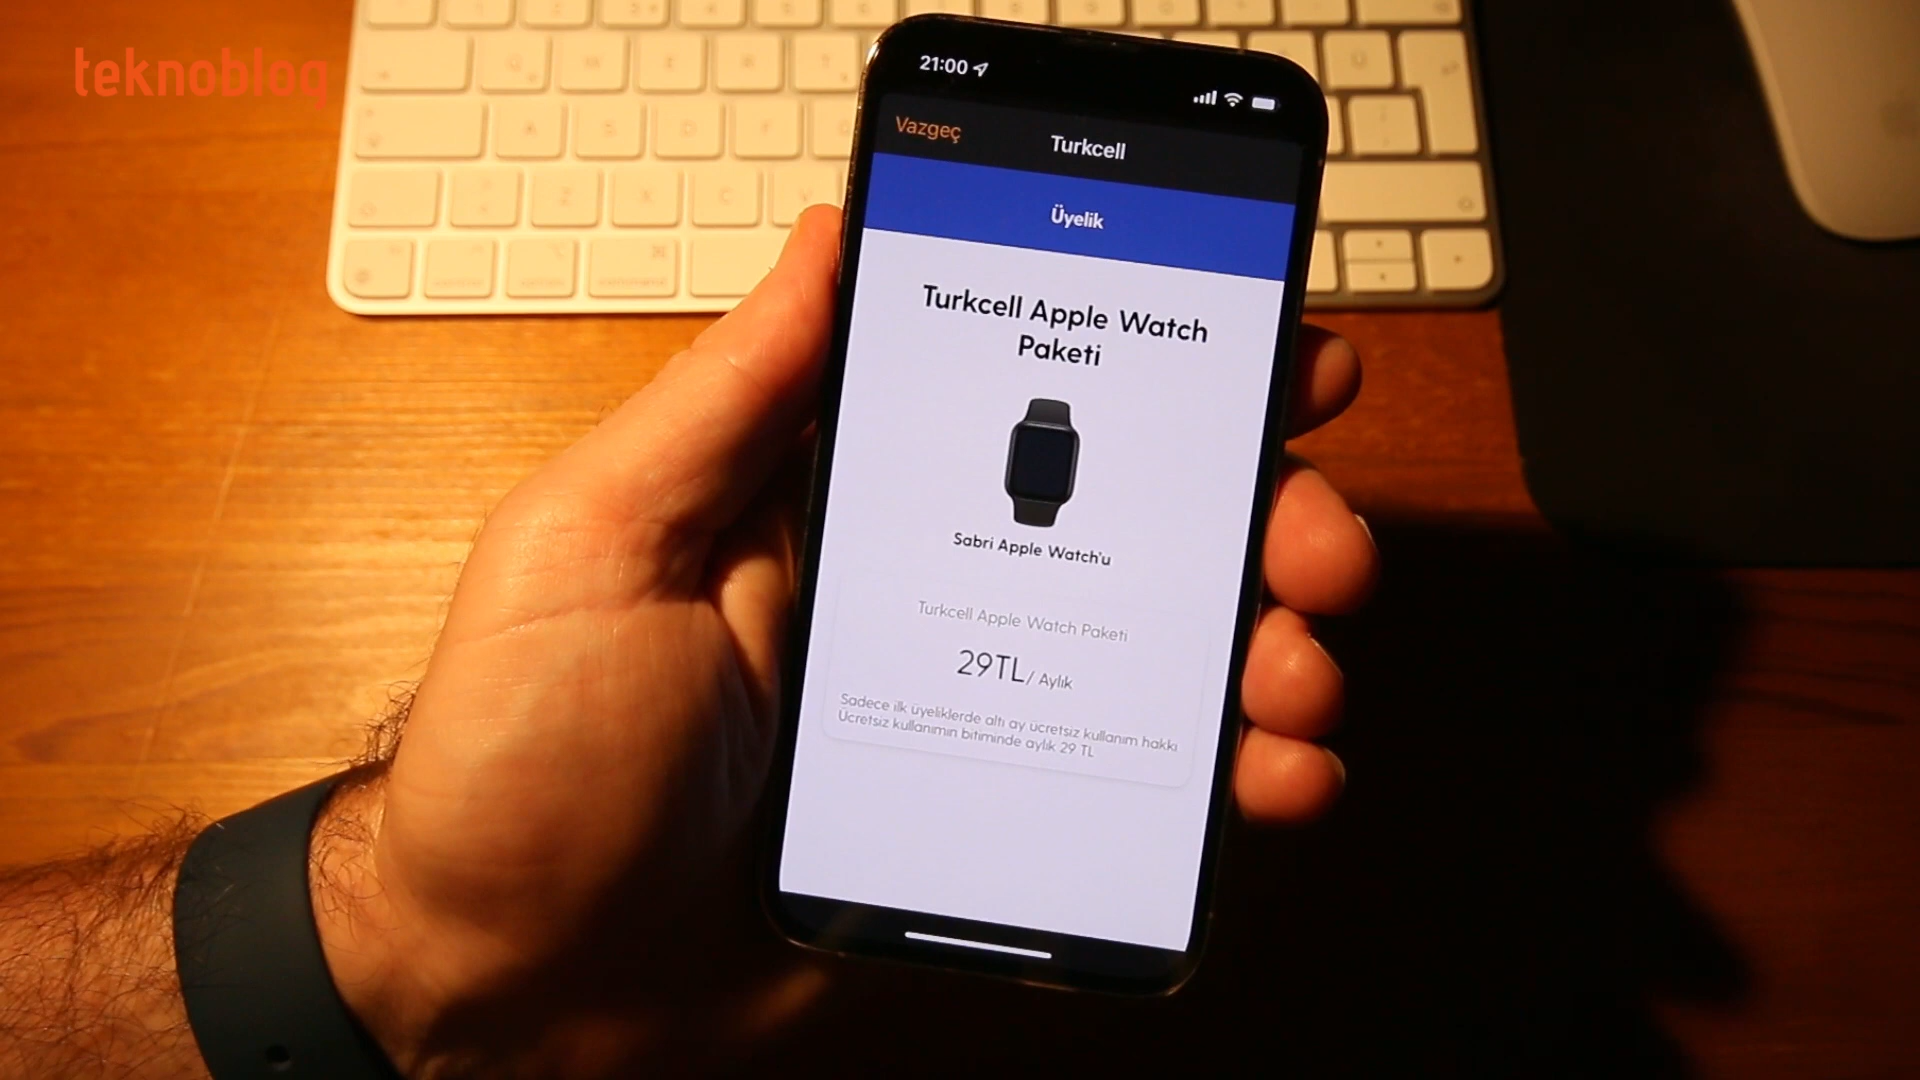 teknoblog
21:00
Vazgeç
Turkcell
Üyelik
Turkcell Apple Watch
Paketi
Sabri Apple Watch'u
Turkcell Apple Watch Paketi
29TL/ Aylık
Sadece ilk üyeliklerde altı ay ücretsiz kullanım hakkı
Ücretsiz kullanımın bitiminde aylık 29 TL